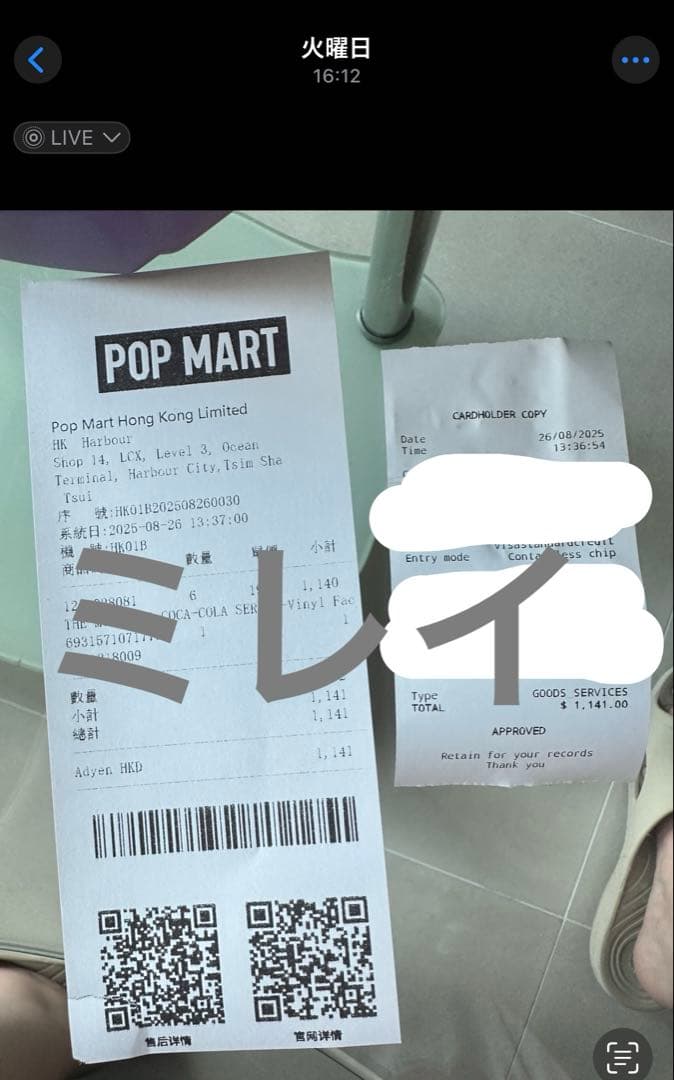 火曜日
16:12
LIVE
POP MART
Pop Mart Hong Kong Limited
HK Harbour
Shop 14, LCX, Level 3, Ocean
Terminal, Harbour City,Tsim Sha
Tsui
序 號:HK01B202508260030
系統日:2025-08-26 13:37:00
機 號:HK01B
數量 小計
6 1,140
COCA-COLA Vinyl Fac
1 1
數量
小計 1,141
總計 1,141
Adyen HKD 1,141
售后详情
官网详情
CARDHOLDER COPY
Date 26/08/2025
Time 13:36:54
Entry mode chip
Type GOODS SERVICES
TOTAL $ 1,141.00
APPROVED
Retain for your records
Thank you
ミレイ